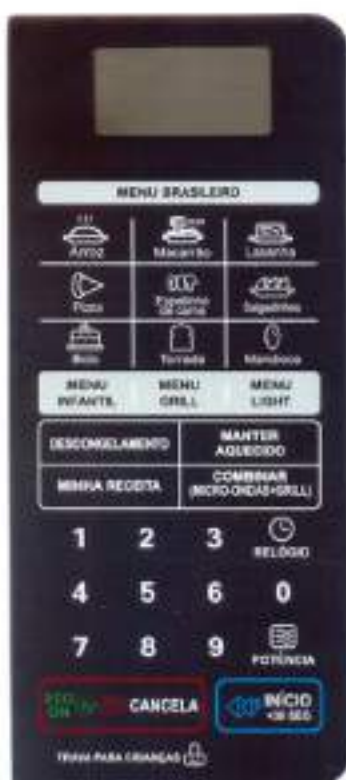 MENU BRASILEIRO
Arroz
Macarrão
Lasanha
Pizza
Espetinho
de carne
Salgadinhos
Bolo
Torrada
Mandioca
MENU
INFANTIL
MENU
GRILL
MENU
LIGHT
DESCONGELAMENTO
MANTER
AQUECIDO
MINHA RECEITA
COMBINAR
(MICRO-ONDAS+GRILL)
1 2 3
RELÓGIO
4 5 6 0
7 8 9
POTÊNCIA
ECO
ON
CANCELA
INÍCIO
+30 SEG
TRAVA PARA CRIANÇAS